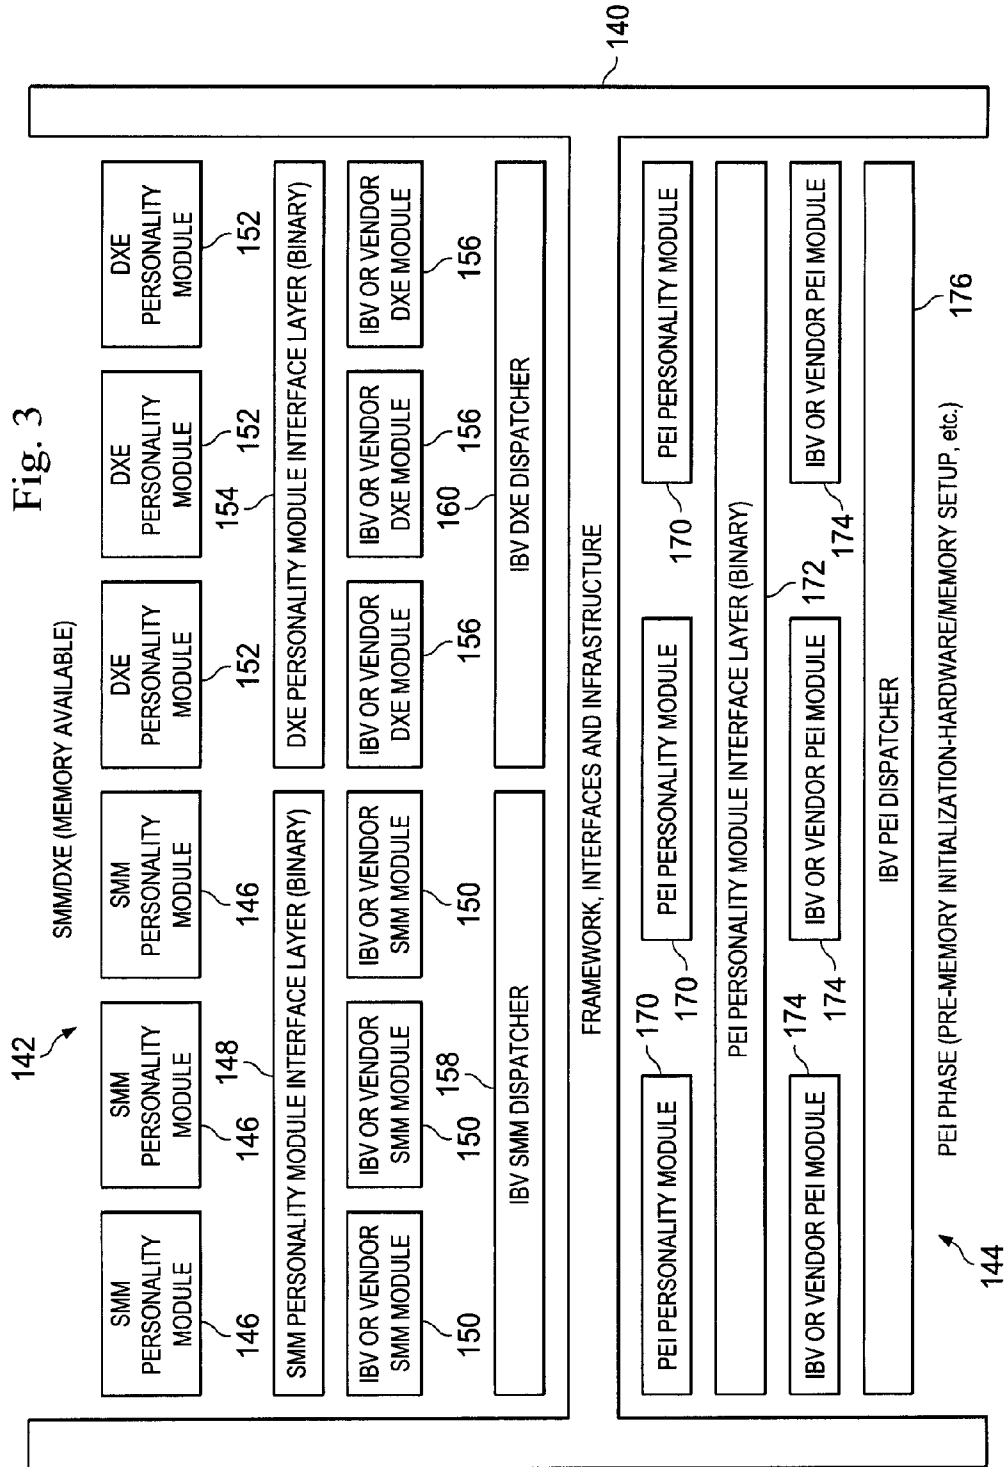 Fig. 3
142
SMM/DXE (MEMORY AVAILABLE)
SMM
PERSONALITY
MODULE
146
SMM
PERSONALITY
MODULE
146
SMM
PERSONALITY
MODULE
146
DXE
PERSONALITY
MODULE
152
DXE
PERSONALITY
MODULE
152
DXE
PERSONALITY
MODULE
152
148
154
SMM PERSONALITY MODULE INTERFACE LAYER (BINARY)
DXE PERSONALITY MODULE INTERFACE LAYER (BINARY)
IBV OR VENDOR
SMM MODULE
150
IBV OR VENDOR
SMM MODULE
150
IBV OR VENDOR
SMM MODULE
150
IBV OR VENDOR
DXE MODULE
156
IBV OR VENDOR
DXE MODULE
156
IBV OR VENDOR
DXE MODULE
156
158
160
IBV SMM DISPATCHER
IBV DXE DISPATCHER
FRAMEWORK, INTERFACES AND INFRASTRUCTURE
140
PEI PERSONALITY MODULE
170
PEI PERSONALITY MODULE
170
PEI PERSONALITY MODULE
170
PEI PERSONALITY MODULE INTERFACE LAYER (BINARY)
172
IBV OR VENDOR PEI MODULE
174
IBV OR VENDOR PEI MODULE
174
IBV OR VENDOR PEI MODULE
174
IBV PEI DISPATCHER
176
144
PEI PHASE (PRE-MEMORY INITIALIZATION-HARDWARE/MEMORY SETUP, etc.)